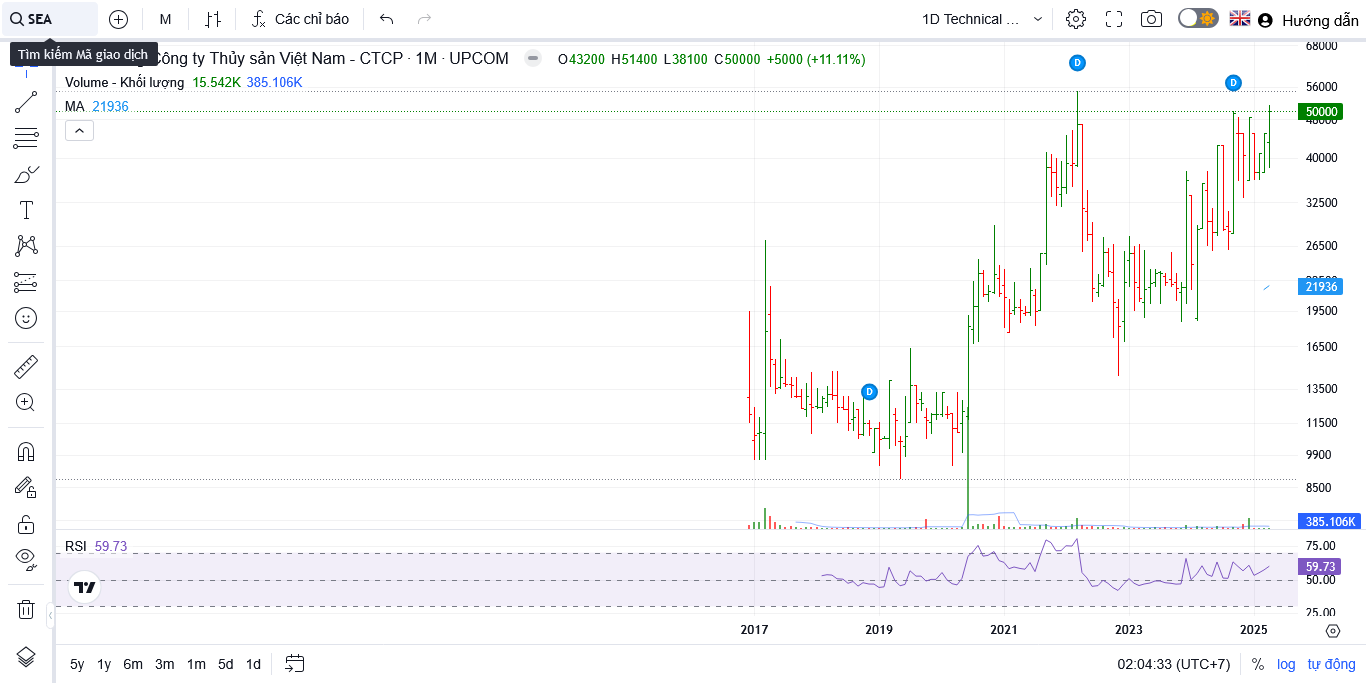 SEA
M
Các chỉ báo
1D Technical ...
Hướng dẫn
Tìm kiếm Mã giao dịch
Công ty Thủy sản Việt Nam - CTCP · 1M · UPCOM
O43200 H51400 L38100 C50000 +5000 (+11.11%)
Volume - Khối lượng 15.542K 385.106K
MA 21936
D
D
D
68000
56000
50000
48000
40000
32500
26500
21936
19500
16500
13500
11500
9900
8500
385.106K
RSI 59.73
75.00
59.73
50.00
25.00
2017 2019 2021 2023 2025
5y 1y 6m 3m 1m 5d 1d
02:04:33 (UTC+7)
% log tự động